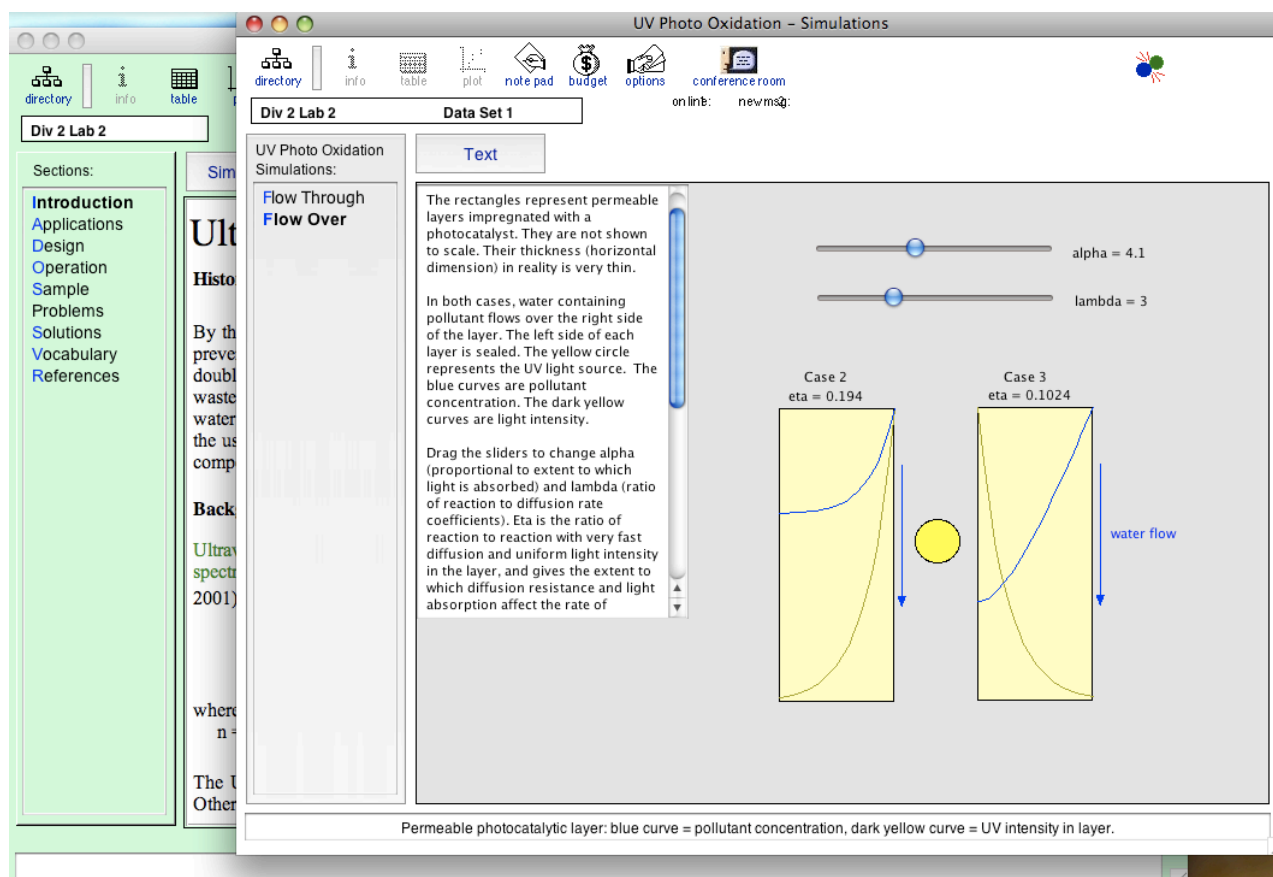 UV Photo Oxidation – Simulations
directory
info
table
directory
info
table
plot
note pad
budget
options
conference room
on line:
new msg:
Div 2 Lab 2
Div 2 Lab 2
Data Set 1
Sections:
Introduction
Applications
Design
Operation
Sample
Problems
Solutions
Vocabulary
References
Sim
Ult
Histo
By th
preve
doubl
waste
water
the us
comp
Back
Ultrav
spectr
2001)
where
n =
The U
Other
UV Photo Oxidation
Simulations:
Flow Through
Flow Over
Text
The rectangles represent permeable
layers impregnated with a
photocatalyst. They are not shown
to scale. Their thickness (horizontal
dimension) in reality is very thin.
In both cases, water containing
pollutant flows over the right side
of the layer. The left side of each
layer is sealed. The yellow circle
represents the UV light source. The
blue curves are pollutant
concentration. The dark yellow
curves are light intensity.
Drag the sliders to change alpha
(proportional to extent to which
light is absorbed) and lambda (ratio
of reaction to diffusion rate
coefficients). Eta is the ratio of
reaction to reaction with very fast
diffusion and uniform light intensity
in the layer, and gives the extent to
which diffusion resistance and light
absorption affect the rate of
alpha = 4.1
lambda = 3
Case 2
eta = 0.194
Case 3
eta = 0.1024
water flow
Permeable photocatalytic layer: blue curve = pollutant concentration, dark yellow curve = UV intensity in layer.